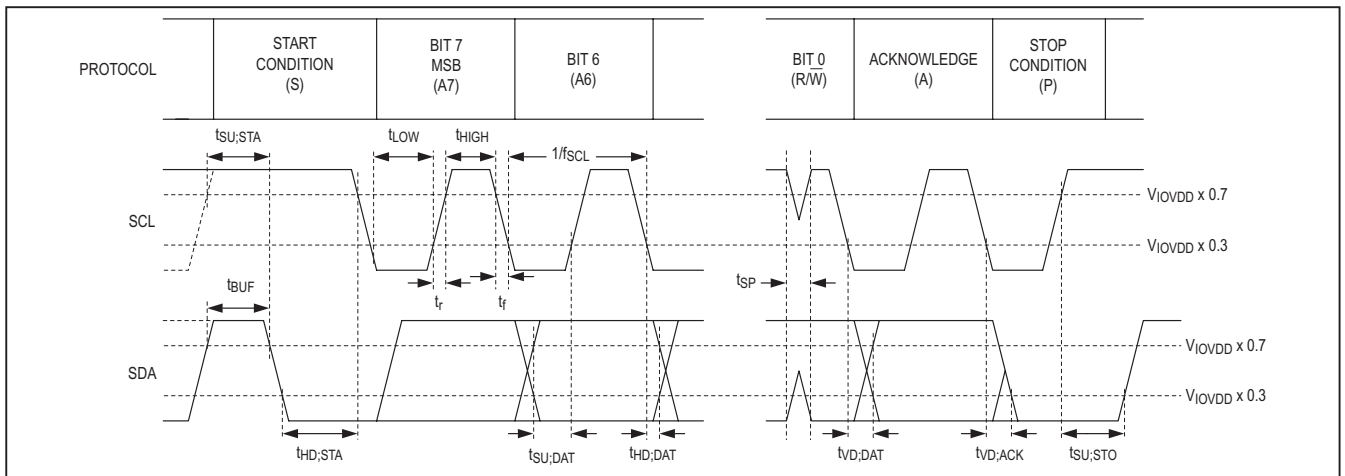 PROTOCOL
START
CONDITION
(S)
BIT 7
MSB
(A7)
BIT 6
(A6)
BIT 0
(R/W̅)
ACKNOWLEDGE
(A)
STOP
CONDITION
(P)
tSU;STA
tLOW
tHIGH
1/fSCL
SCL
VIOVDD x 0.7
VIOVDD x 0.3
tBUF
tr
tf
tSP
SDA
VIOVDD x 0.7
VIOVDD x 0.3
tHD;STA
tSU;DAT
tHD;DAT
tVD;DAT
tVD;ACK
tSU;STO